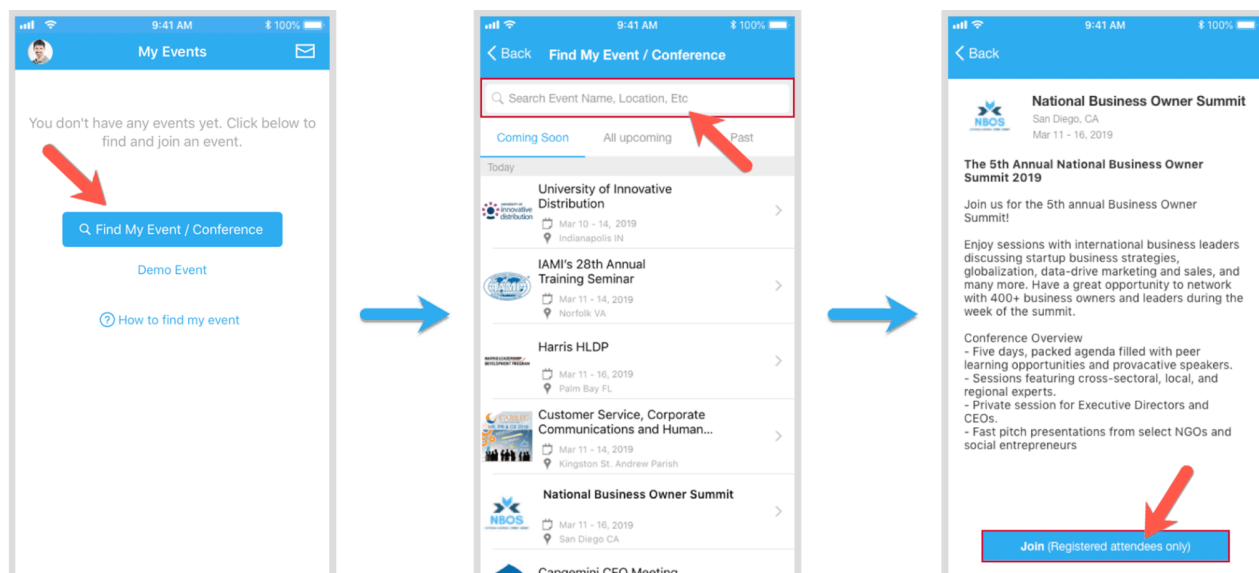 9:41 AM
100%
My Events
You don't have any events yet. Click below to
find and join an event.
Find My Event / Conference
Demo Event
? How to find my event
9:41 AM
100%
Back
Find My Event / Conference
Search Event Name, Location, Etc
Coming Soon
All upcoming
Past
Today
University of Innovative
Distribution
innovative
distribution
Mar 10 - 14, 2019
Indianapolis IN
IAMI's 28th Annual
Training Seminar
IAMI
Mar 11 - 14, 2019
Norfolk VA
Harris HLDP
HARRIS LEADERSHIP
DEVELOPMENT PROGRAM
Mar 11 - 16, 2019
Palm Bay FL
Customer Service, Corporate
Communications and Human...
Mar 11 - 14, 2019
Kingston St. Andrew Parish
National Business Owner Summit
NBOS
Mar 11 - 16, 2019
San Diego CA
Capgemini CFO Meeting
9:41 AM
100%
Back
NBOS
National Business Owner Summit
San Diego, CA
Mar 11 - 16, 2019
The 5th Annual National Business Owner
Summit 2019
Join us for the 5th annual Business Owner
Summit!
Enjoy sessions with international business leaders
discussing startup business strategies,
globalization, data-drive marketing and sales, and
many more. Have a great opportunity to network
with 400+ business owners and leaders during the
week of the summit.
Conference Overview
- Five days, packed agenda filled with peer
learning opportunities and provacative speakers.
- Sessions featuring cross-sectoral, local, and
regional experts.
- Private session for Executive Directors and
CEOs.
- Fast pitch presentations from select NGOs and
social entrepreneurs
Join (Registered attendees only)